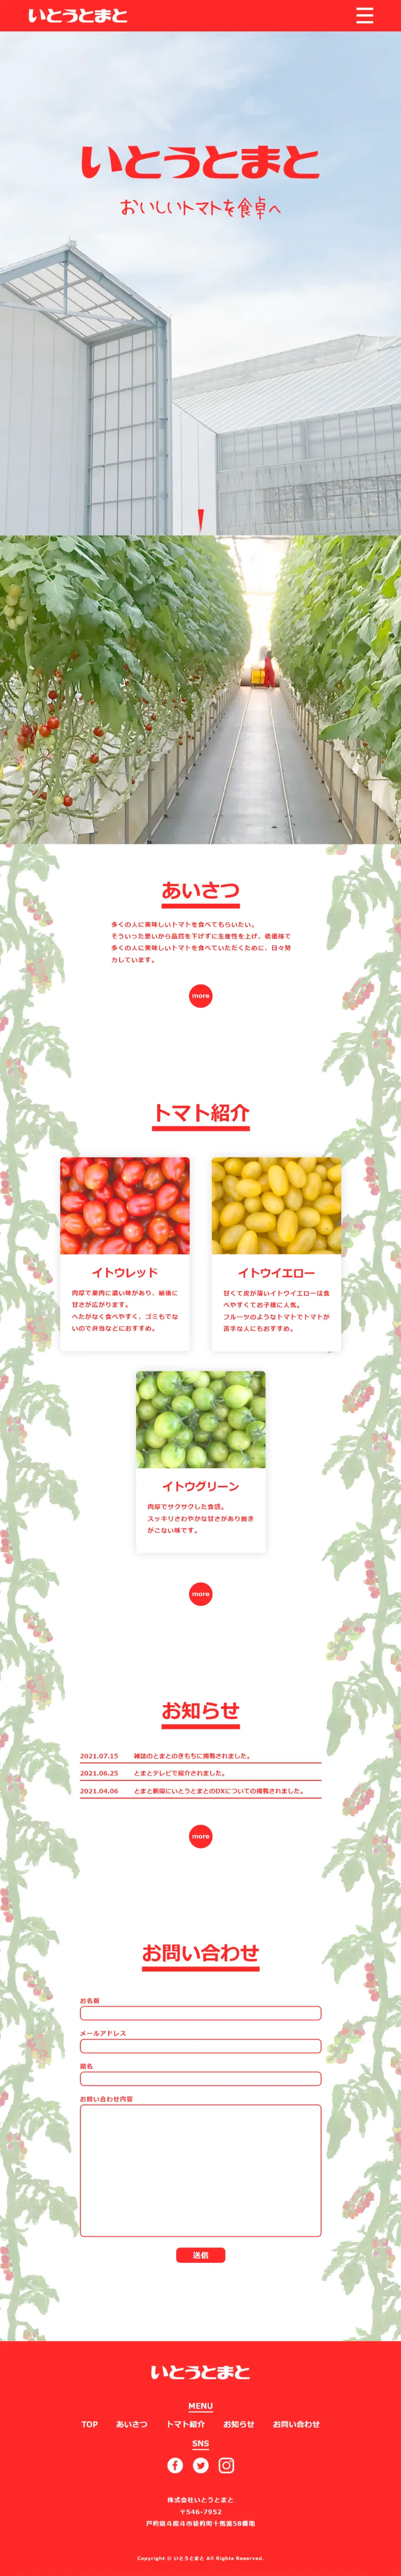 いとうとまと
いとうとまと
おいしいトマトを食卓へ
あいさつ
多くの人に美味しいトマトを食べてもらいたい。
そういった思いから品質を下げずに生産性を上げ、低価格で
多くの人に美味しいトマトを食べていただくために、日々努
力しています。
more
トマト紹介
イトウレッド
肉厚で果肉に濃い味があり、最後に
甘さが広がります。
へたがなく食べやすく、ゴミもでな
いので弁当などにおすすめ。
イトウイエロー
甘くて皮が薄いイトウイエローは食
べやすくてお子様に人気。
フルーツのようなトマトでトマトが
苦手な人にもおすすめ。
イトウグリーン
肉厚でサクサクした食感。
スッキリさわやかな甘さがあり飽き
がこない味です。
more
お知らせ
2021.07.15 雑誌のとまとのきもちに掲載されました。
2021.06.25 とまとテレビで紹介されました。
2021.04.06 とまと新聞にいとうとまとのDXについての掲載されました。
more
お問い合わせ
お名前
メールアドレス
題名
お問い合わせ内容
送信
いとうとまと
MENU
TOP あいさつ トマト紹介 お知らせ お問い合わせ
SNS
株式会社いとうとまと
〒546-7952
Copyright © いとうとまと All Rights Reserved.